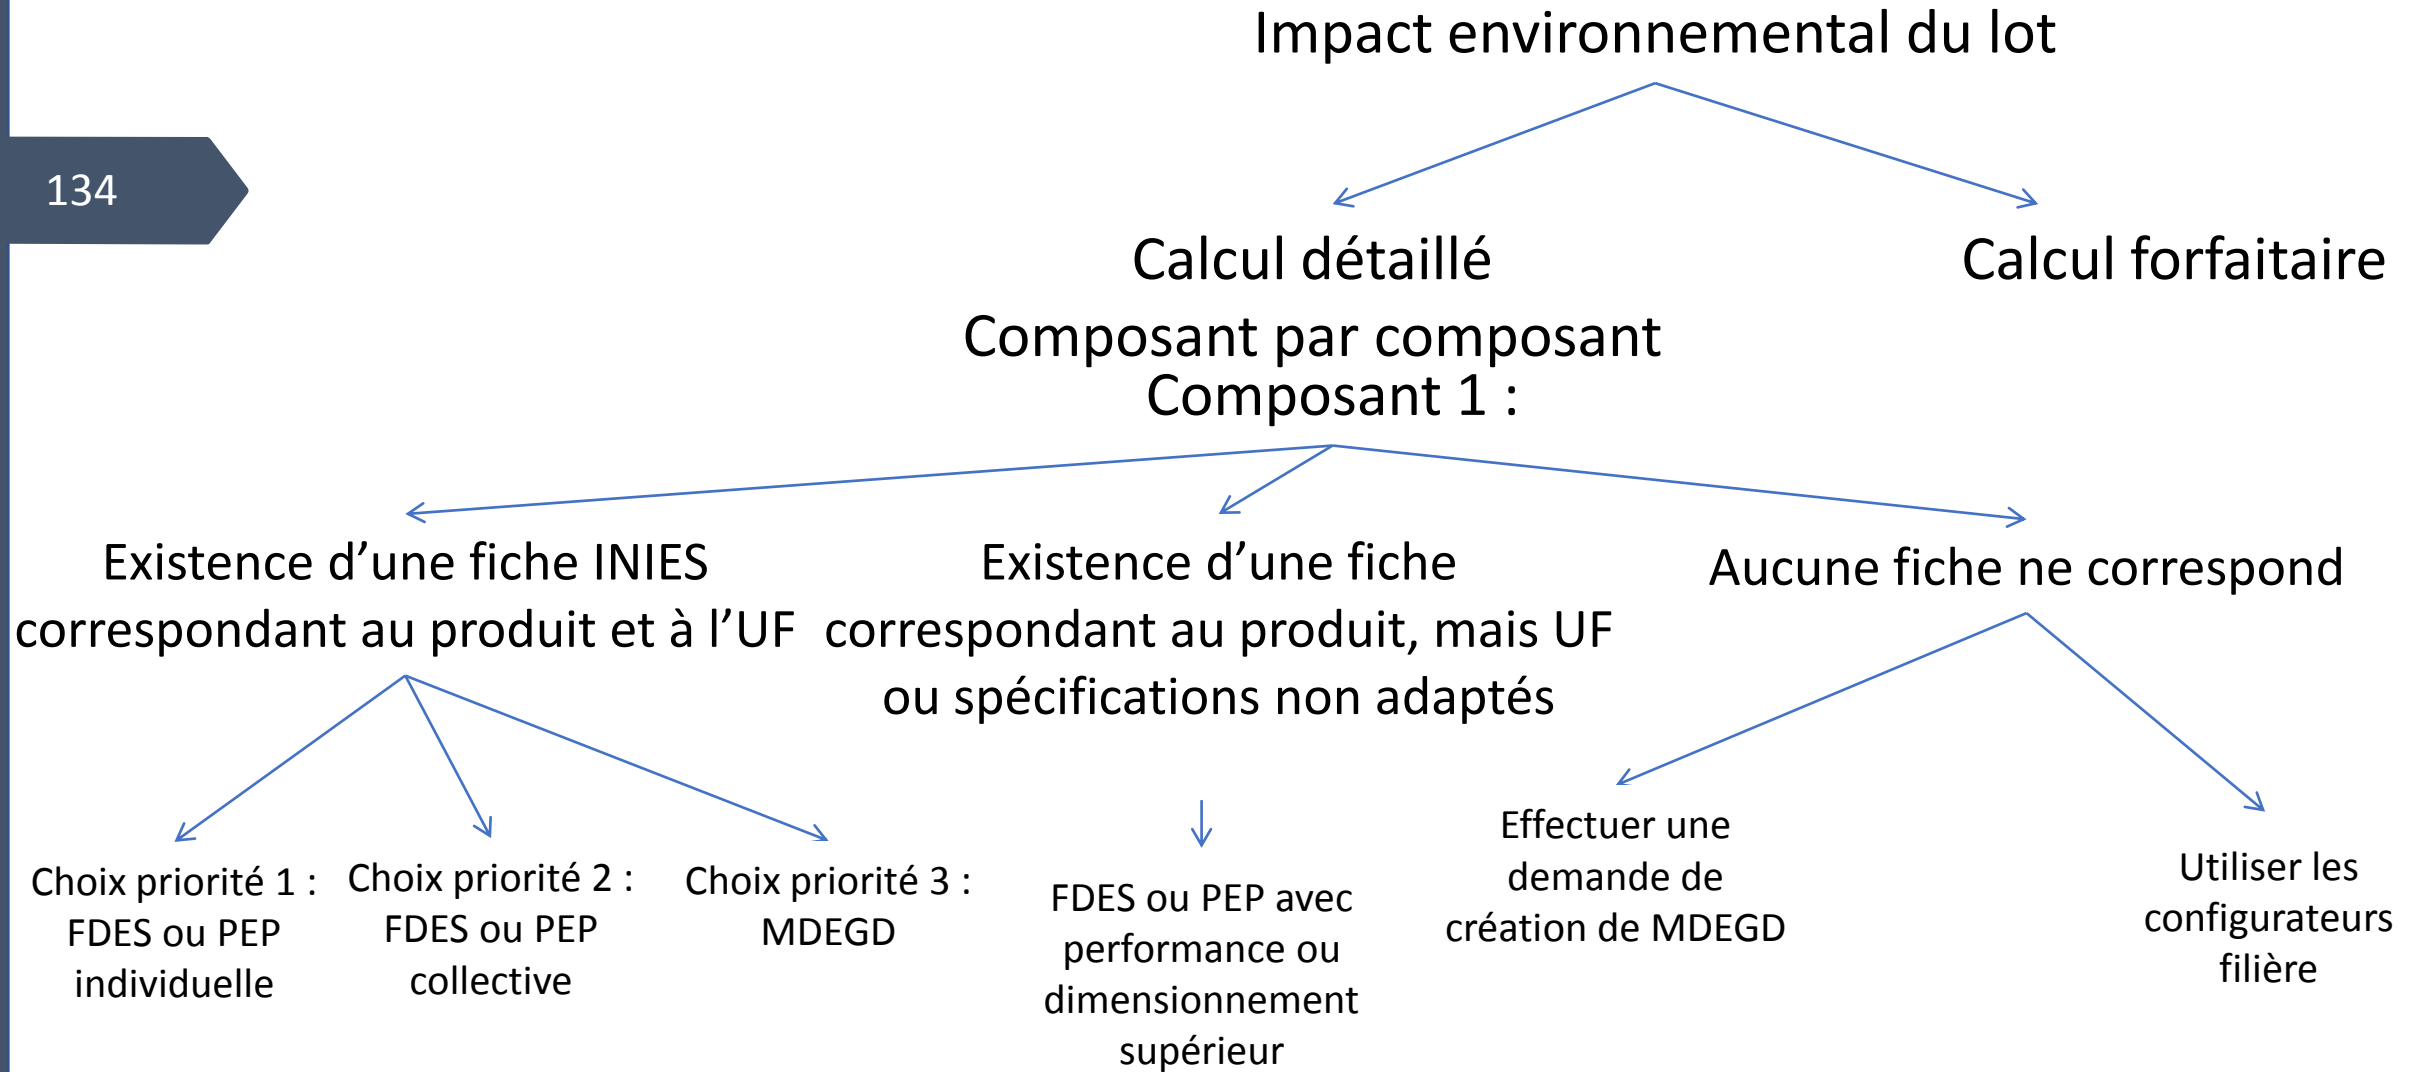 Impact environnemental du lot
134
Calcul détaillé
Calcul forfaitaire
Composant par composant
Composant 1 :
Existence d’une fiche INIES
correspondant au produit et à l’UF
Existence d’une fiche
correspondant au produit, mais UF
ou spécifications non adaptés
Aucune fiche ne correspond
Choix priorité 1 :
FDES ou PEP
individuelle
Choix priorité 2 :
FDES ou PEP
collective
Choix priorité 3 :
MDEGD
FDES ou PEP avec
performance ou
dimensionnement
supérieur
Effectuer une
demande de
création de MDEGD
Utiliser les
configurateurs
filière